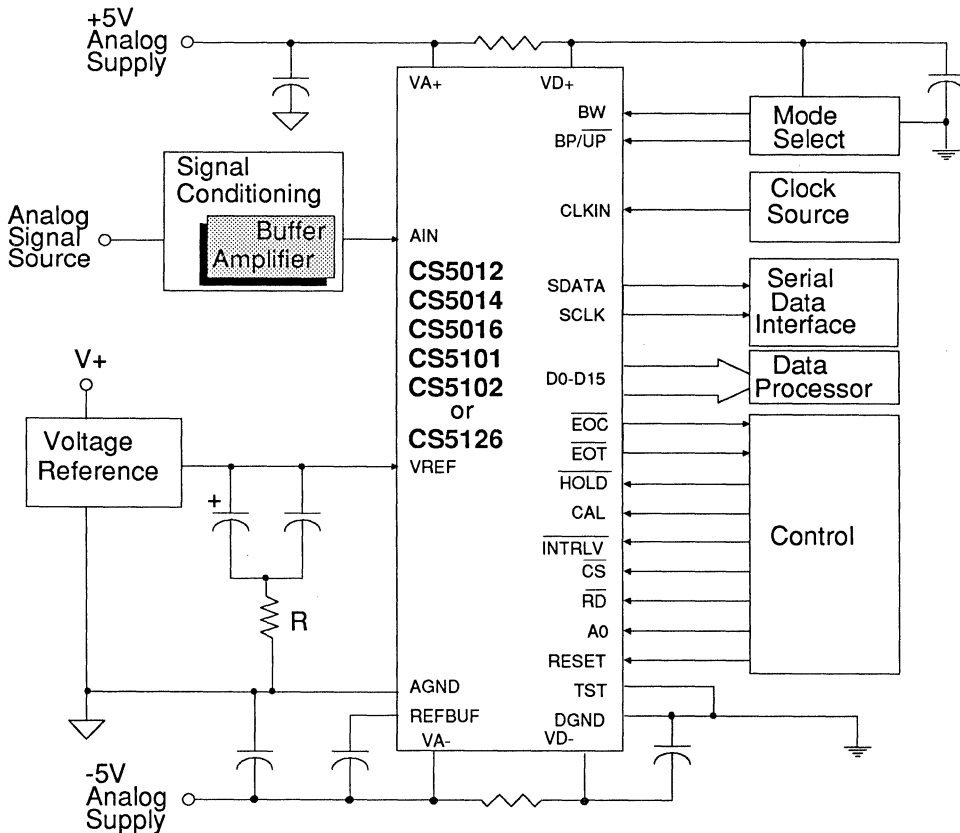 +5V
Analog
Supply
VA+
VD+
BW
BP/UP
Mode
Select
Signal
Conditioning
Buffer
Amplifier
Analog
Signal
Source
AIN
CLKIN
Clock
Source
CS5012
CS5014
CS5016
CS5101
CS5102
or
CS5126
SDATA
SCLK
Serial
Data
Interface
D0-D15
Data
Processor
V+
Voltage
Reference
VREF
+
R
EOC
EOT
HOLD
CAL
INTRLV
CS
RD
A0
RESET
Control
TST
DGND
VD-
AGND
REFBUF
VA-
-5V
Analog
Supply